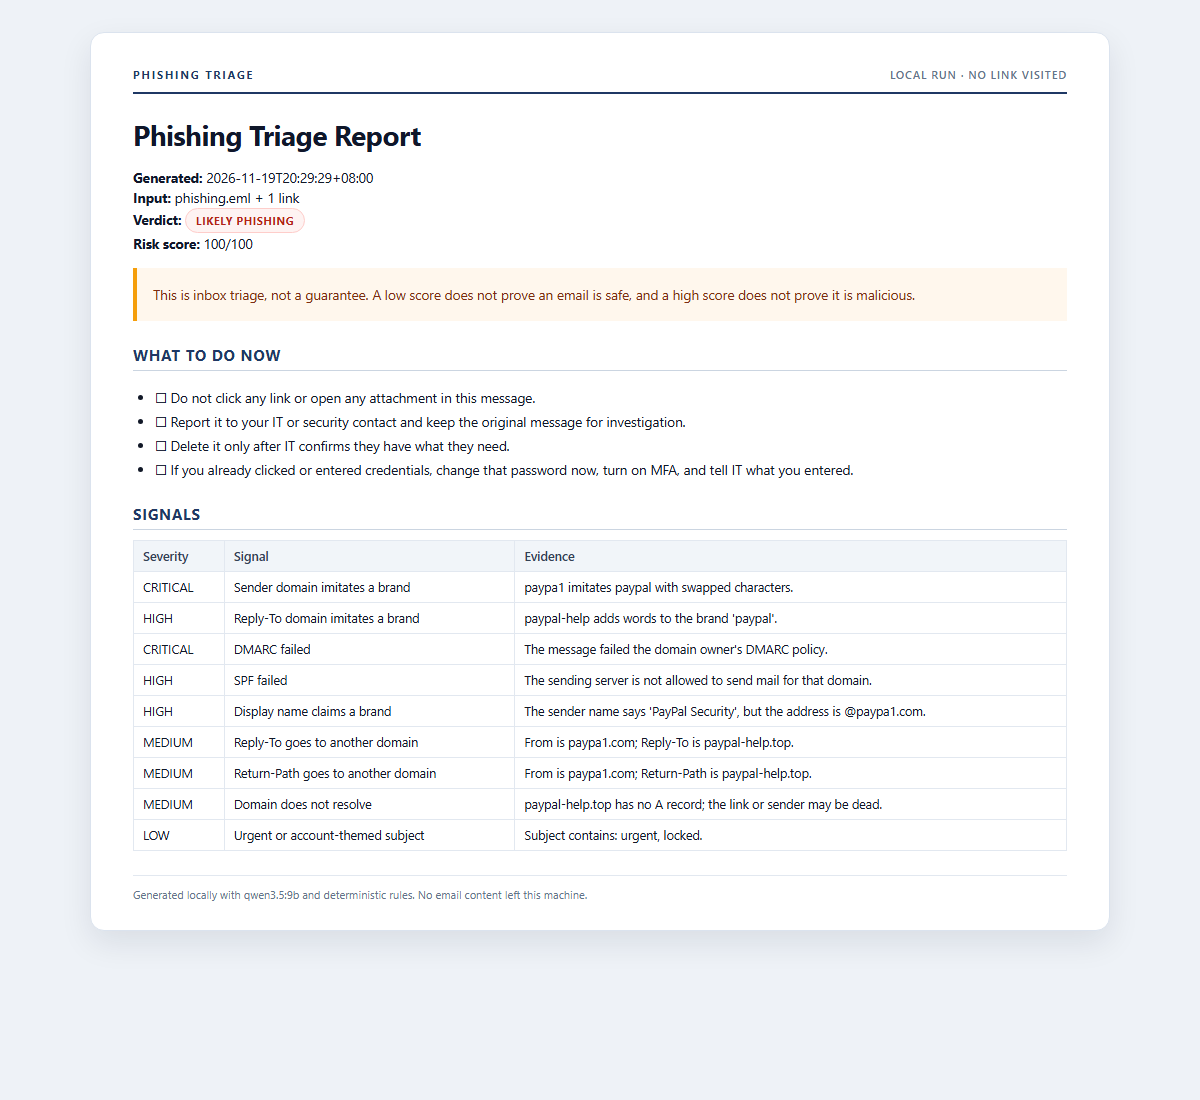 PHISHING TRIAGE
LOCAL RUN · NO LINK VISITED
Phishing Triage Report
Generated: 2026-11-19T20:29:29+08:00
Input: phishing.eml + 1 link
Verdict: LIKELY PHISHING
Risk score: 100/100
This is inbox triage, not a guarantee. A low score does not prove an email is safe, and a high score does not prove it is malicious.
WHAT TO DO NOW
• ☐ Do not click any link or open any attachment in this message.
• ☐ Report it to your IT or security contact and keep the original message for investigation.
• ☐ Delete it only after IT confirms they have what they need.
• ☐ If you already clicked or entered credentials, change that password now, turn on MFA, and tell IT what you entered.
SIGNALS
Severity Signal Evidence
CRITICAL Sender domain imitates a brand paypa1 imitates paypal with swapped characters.
HIGH Reply-To domain imitates a brand paypal-help adds words to the brand 'paypal'.
CRITICAL DMARC failed The message failed the domain owner's DMARC policy.
HIGH SPF failed The sending server is not allowed to send mail for that domain.
HIGH Display name claims a brand The sender name says 'PayPal Security', but the address is @paypa1.com.
MEDIUM Reply-To goes to another domain From is paypa1.com; Reply-To is paypal-help.top.
MEDIUM Return-Path goes to another domain From is paypa1.com; Return-Path is paypal-help.top.
MEDIUM Domain does not resolve paypal-help.top has no A record; the link or sender may be dead.
LOW Urgent or account-themed subject Subject contains: urgent, locked.
Generated locally with qwen3.5:9b and deterministic rules. No email content left this machine.